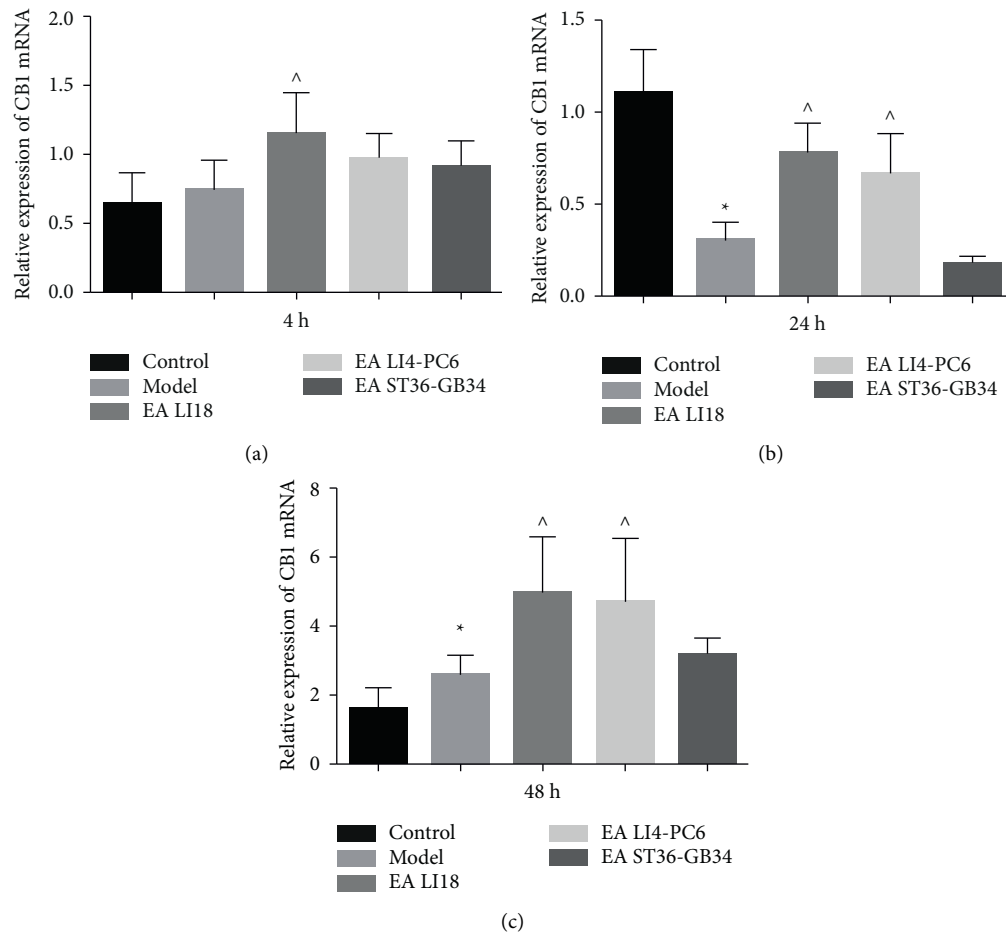 Relative expression of CB1 mRNA
2.0
1.5
1.0
0.5
0.0
^
4 h
Control
Model
EA LI18
EA LI4-PC6
EA ST36-GB34
(a)
Relative expression of CB1 mRNA
1.5
1.0
0.5
0.0
*
^
^
24 h
Control
Model
EA LI18
EA LI4-PC6
EA ST36-GB34
(b)
Relative expression of CB1 mRNA
8
6
4
2
0
*
^
^
48 h
Control
Model
EA LI18
EA LI4-PC6
EA ST36-GB34
(c)